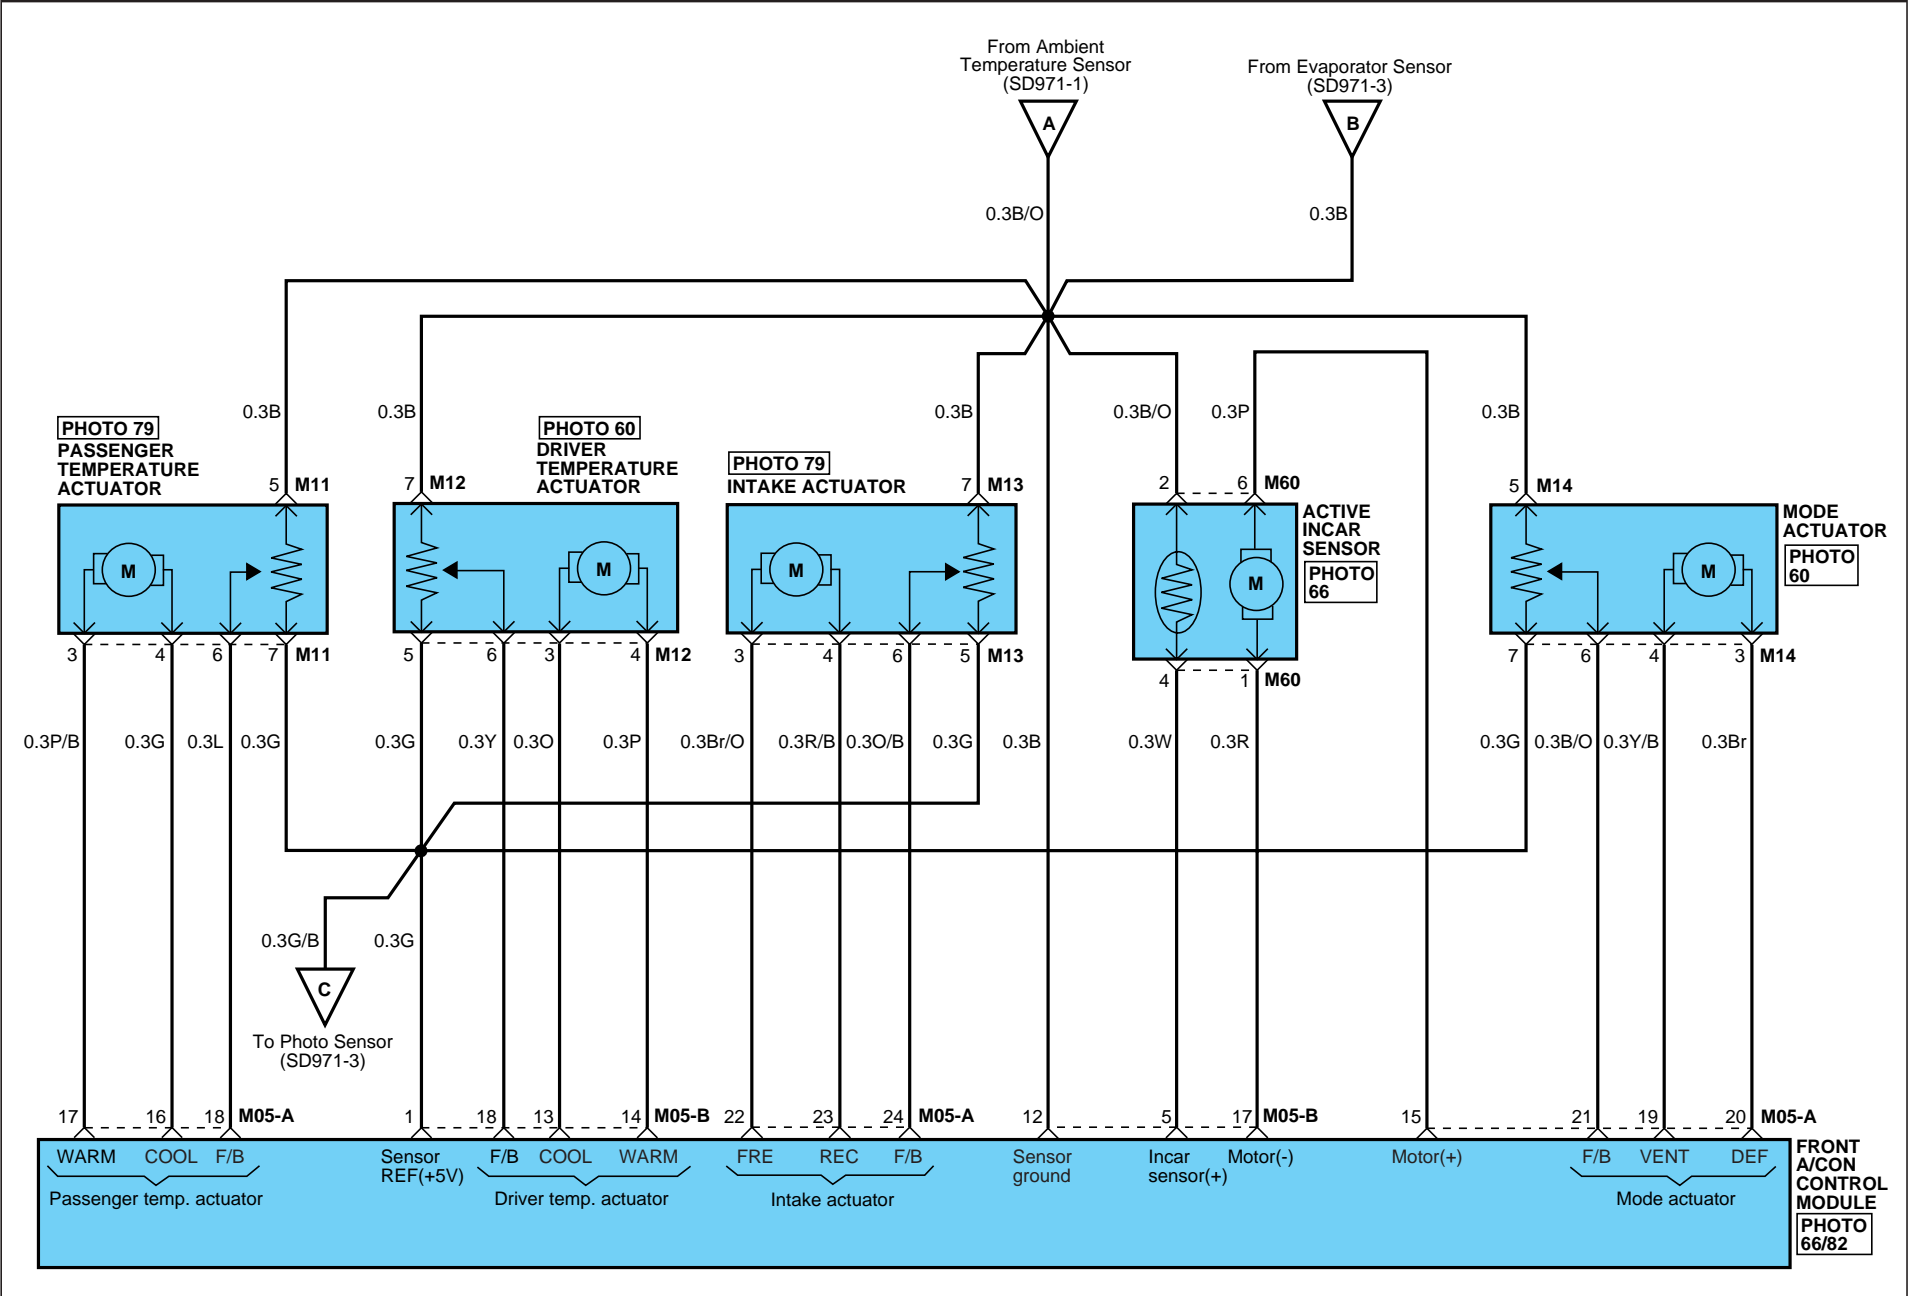 From Ambient
Temperature Sensor
(SD971-1)
From Evaporator Sensor
(SD971-3)
A
B
0.3B/O
0.3B
0.3B
0.3B
0.3B
0.3B/O
0.3P
0.3B
PHOTO 79
PASSENGER
TEMPERATURE
ACTUATOR
PHOTO 60
DRIVER
TEMPERATURE
ACTUATOR
PHOTO 79
INTAKE ACTUATOR
5 M11
7 M12
7 M13
2 6 M60
5 M14
ACTIVE
INCAR
SENSOR
PHOTO
66
MODE
ACTUATOR
PHOTO
60
M
M
M
M
M
3 4 6 7 M11
5 6 3 4 M12
3 4 6 5 M13
4 1 M60
7 6 4 3 M14
0.3P/B 0.3G 0.3L 0.3G 0.3G 0.3Y 0.3O 0.3P 0.3Br/O 0.3R/B 0.3O/B 0.3G 0.3B 0.3W 0.3R 0.3G 0.3B/O 0.3Y/B 0.3Br
0.3G/B 0.3G
C
To Photo Sensor
(SD971-3)
17 16 18 M05-A
1 18 13 14 M05-B
22 23 24 M05-A
12 5 17 M05-B
15 21 19 20 M05-A
WARM COOL F/B
Passenger temp. actuator
Sensor
REF(+5V)
F/B COOL WARM
Driver temp. actuator
FRE REC F/B
Intake actuator
Sensor
ground
Incar
sensor(+)
Motor(-)
Motor(+)
F/B VENT DEF
Mode actuator
FRONT
A/CON
CONTROL
MODULE
PHOTO
66/82